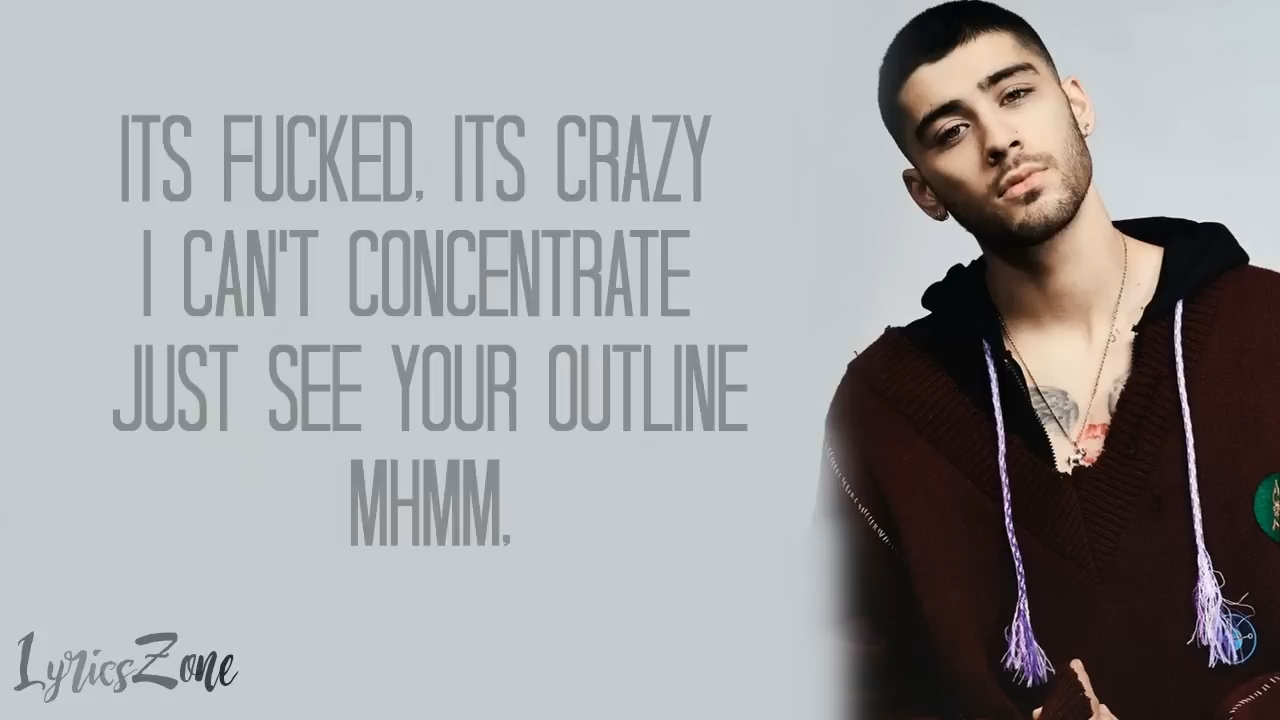 ITS FUCKED, ITS CRAZY
I CAN'T CONCENTRATE
JUST SEE YOUR OUTLINE
MHMM,
LyricsZone